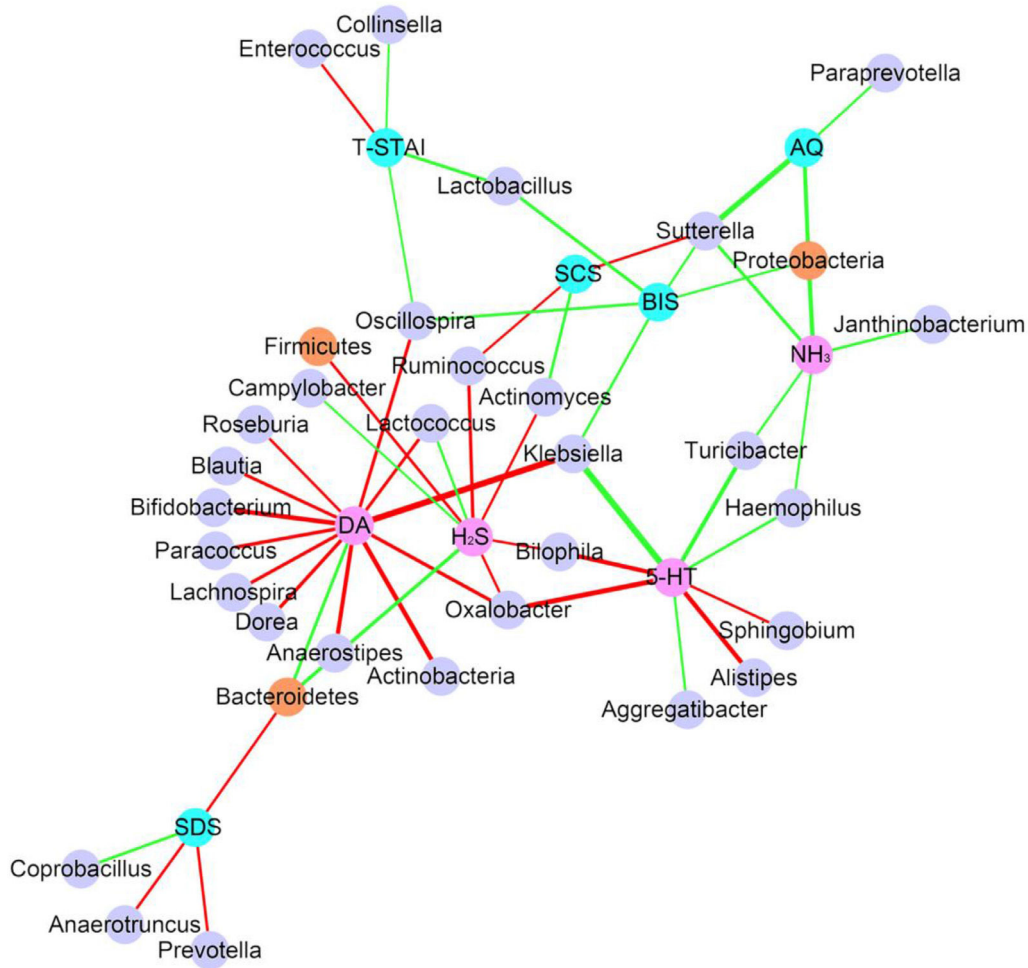 Collinsella
Enterococcus
Paraprevotella
T-STAI
AQ
Lactobacillus
Sutterella
Proteobacteria
SCS
BIS
Oscillospira
Janthinobacterium
Firmicutes
NH₃
Ruminococcus
Campylobacter
Actinomyces
Roseburia
Lactococcus
Klebsiella
Turicibacter
Blautia
Bifidobacterium
Haemophilus
DA
H₂S
Paracoccus
Bilophila
5-HT
Lachnospira
Oxalobacter
Dorea
Sphingobium
Anaerostipes
Actinobacteria
Alistipes
Bacteroidetes
Aggregatibacter
SDS
Coprobacillus
Anaerotruncus
Prevotella